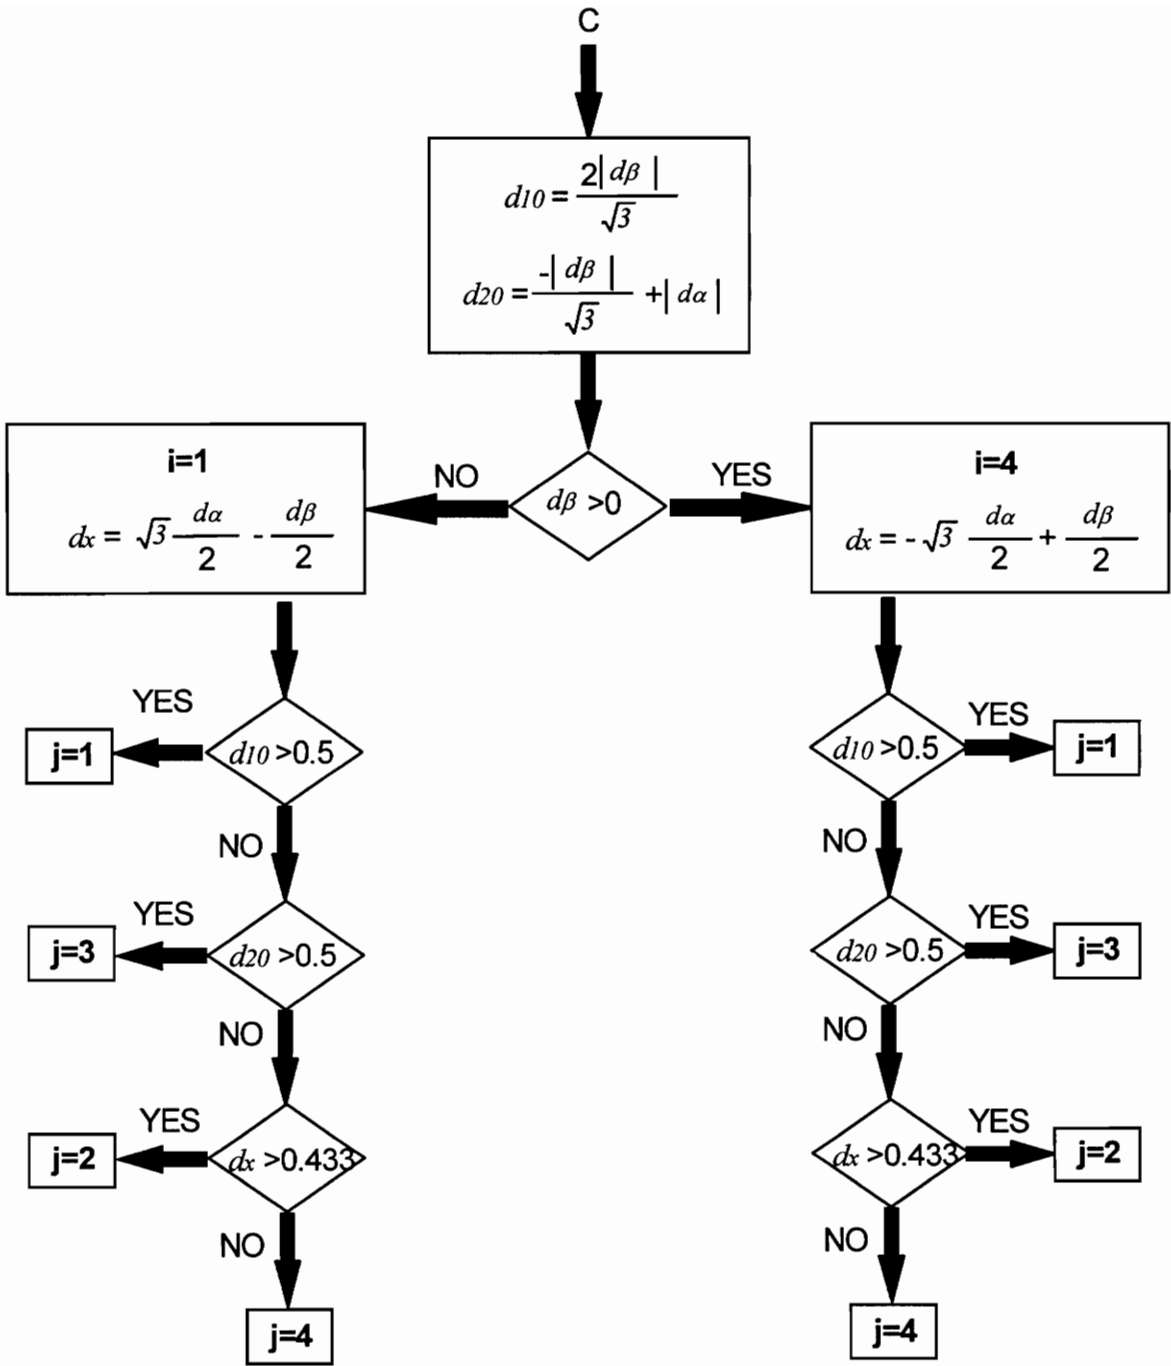 C
d10 = 2|dβ| / √3
d20 = -|dβ| / √3 + |dα|
dβ >0
NO
YES
i=1
dx = √3 dα/2 - dβ/2
i=4
dx = -√3 dα/2 + dβ/2
YES
j=1
d10 >0.5
NO
YES
j=3
d20 >0.5
NO
YES
j=2
dx >0.433
NO
j=4
d10 >0.5
YES
j=1
NO
d20 >0.5
YES
j=3
NO
dx >0.433
YES
j=2
NO
j=4